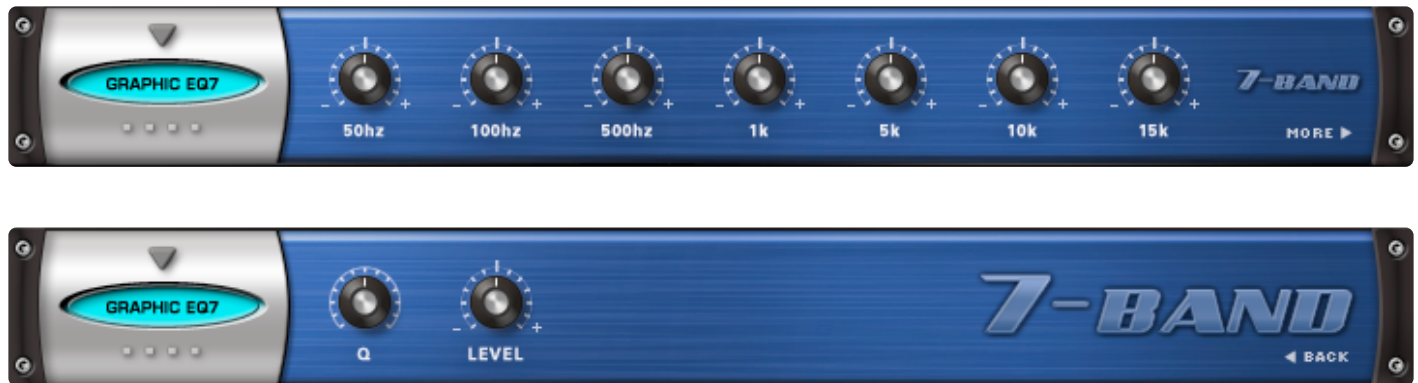 GRAPHIC EQ7
50hz 100hz 500hz 1k 5k 10k 15k
7-BAND
MORE
GRAPHIC EQ7
Q LEVEL
7-BAND
BACK